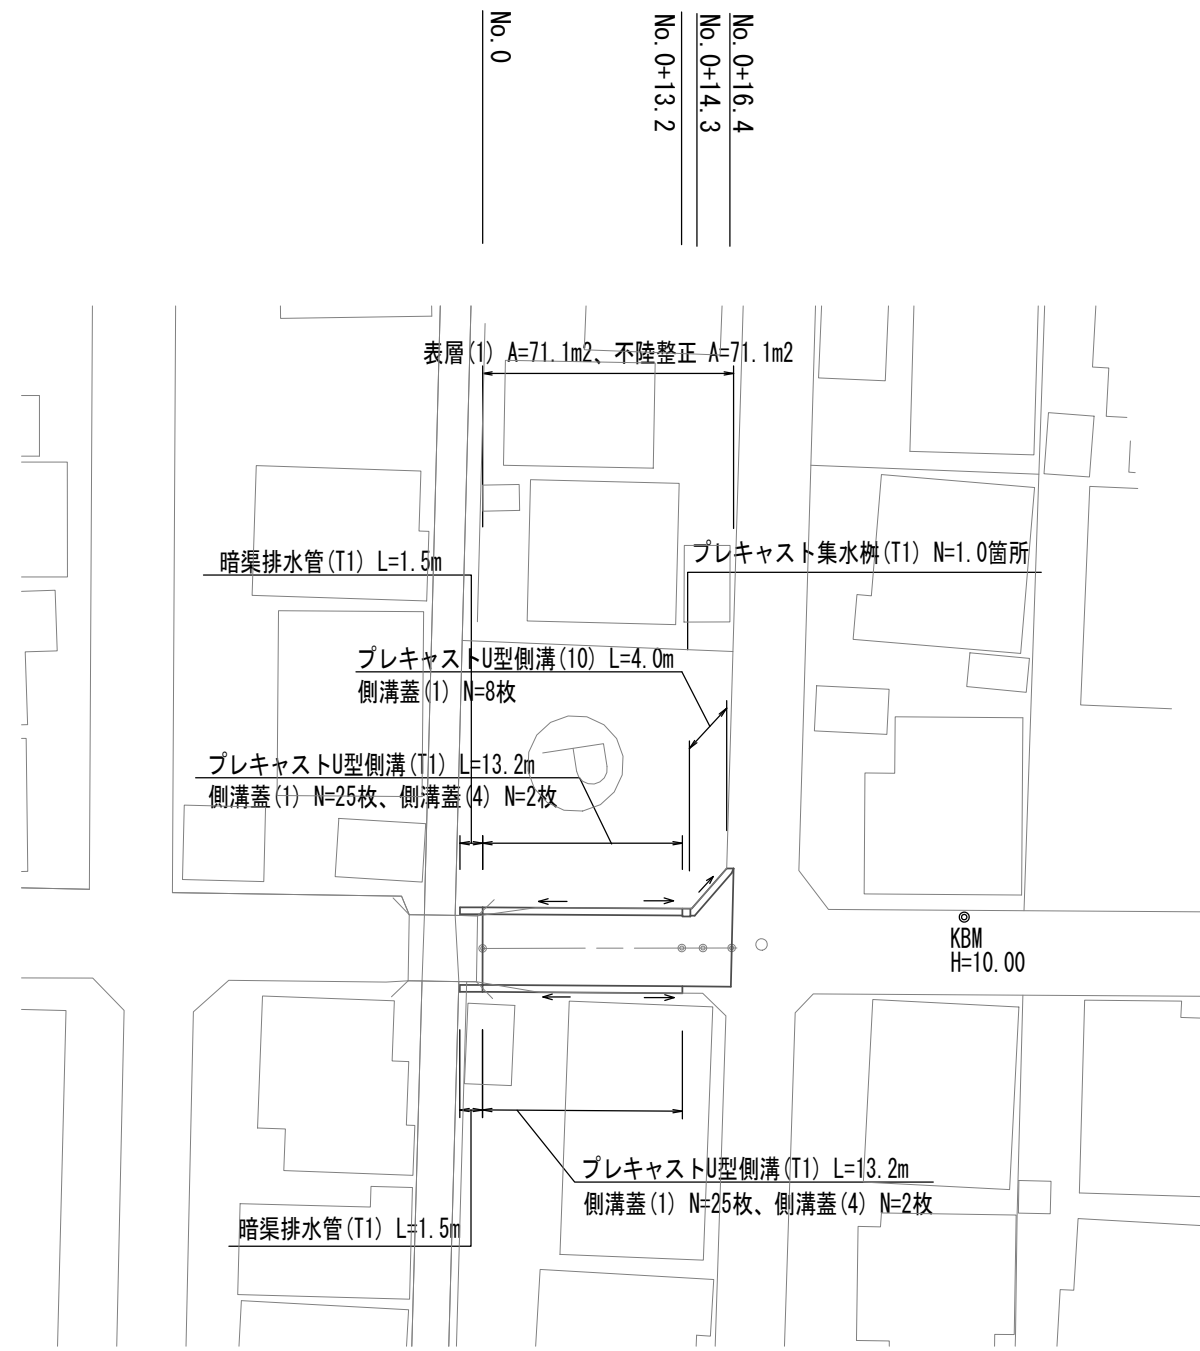 No. 0
No. 0+13. 2
No. 0+14. 3
No. 0+16. 4
表層(1) A=71. 1m2、不陸整正 A=71. 1m2
暗渠排水管(T1) L=1. 5m
プレキャスト集水桝(T1) N=1. 0箇所
プレキャストU型側溝(10) L=4. 0m
側溝蓋(1) N=8枚
プレキャストU型側溝(T1) L=13. 2m
側溝蓋(1) N=25枚、側溝蓋(4) N=2枚
KBM
H=10. 00
プレキャストU型側溝(T1) L=13. 2m
側溝蓋(1) N=25枚、側溝蓋(4) N=2枚
暗渠排水管(T1) L=1. 5m